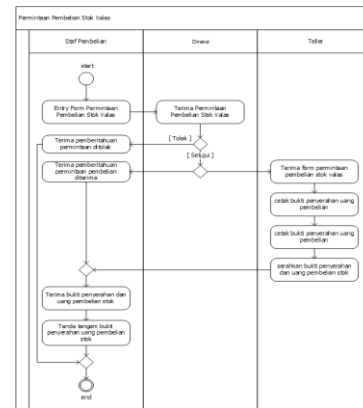 Permintaan Pembelian Stok Valas
Staf Pembelian
Direksi
Teller
start
Entry Form Permintaan
Pembelian Stok Valas
Terima Permintaan
Pembelian Stok Valas
[ Tolak ]
Terima pemberitahuan
permintaan ditolak
[ Setujui ]
Terima pemberitahuan
permintaan pembelian
diterima
Terima form permintaan
pembelian stok valas
cetak bukti penyerahan uang
pembelian
cetak bukti penyerahan uang
pembelian
serahkan bukti penyerahan
dan uang pembelian stok
Terima bukti penyerahan dan
uang pembelian stok
Tanda tangani bukti
penyerahan uang pembelian
stok
end